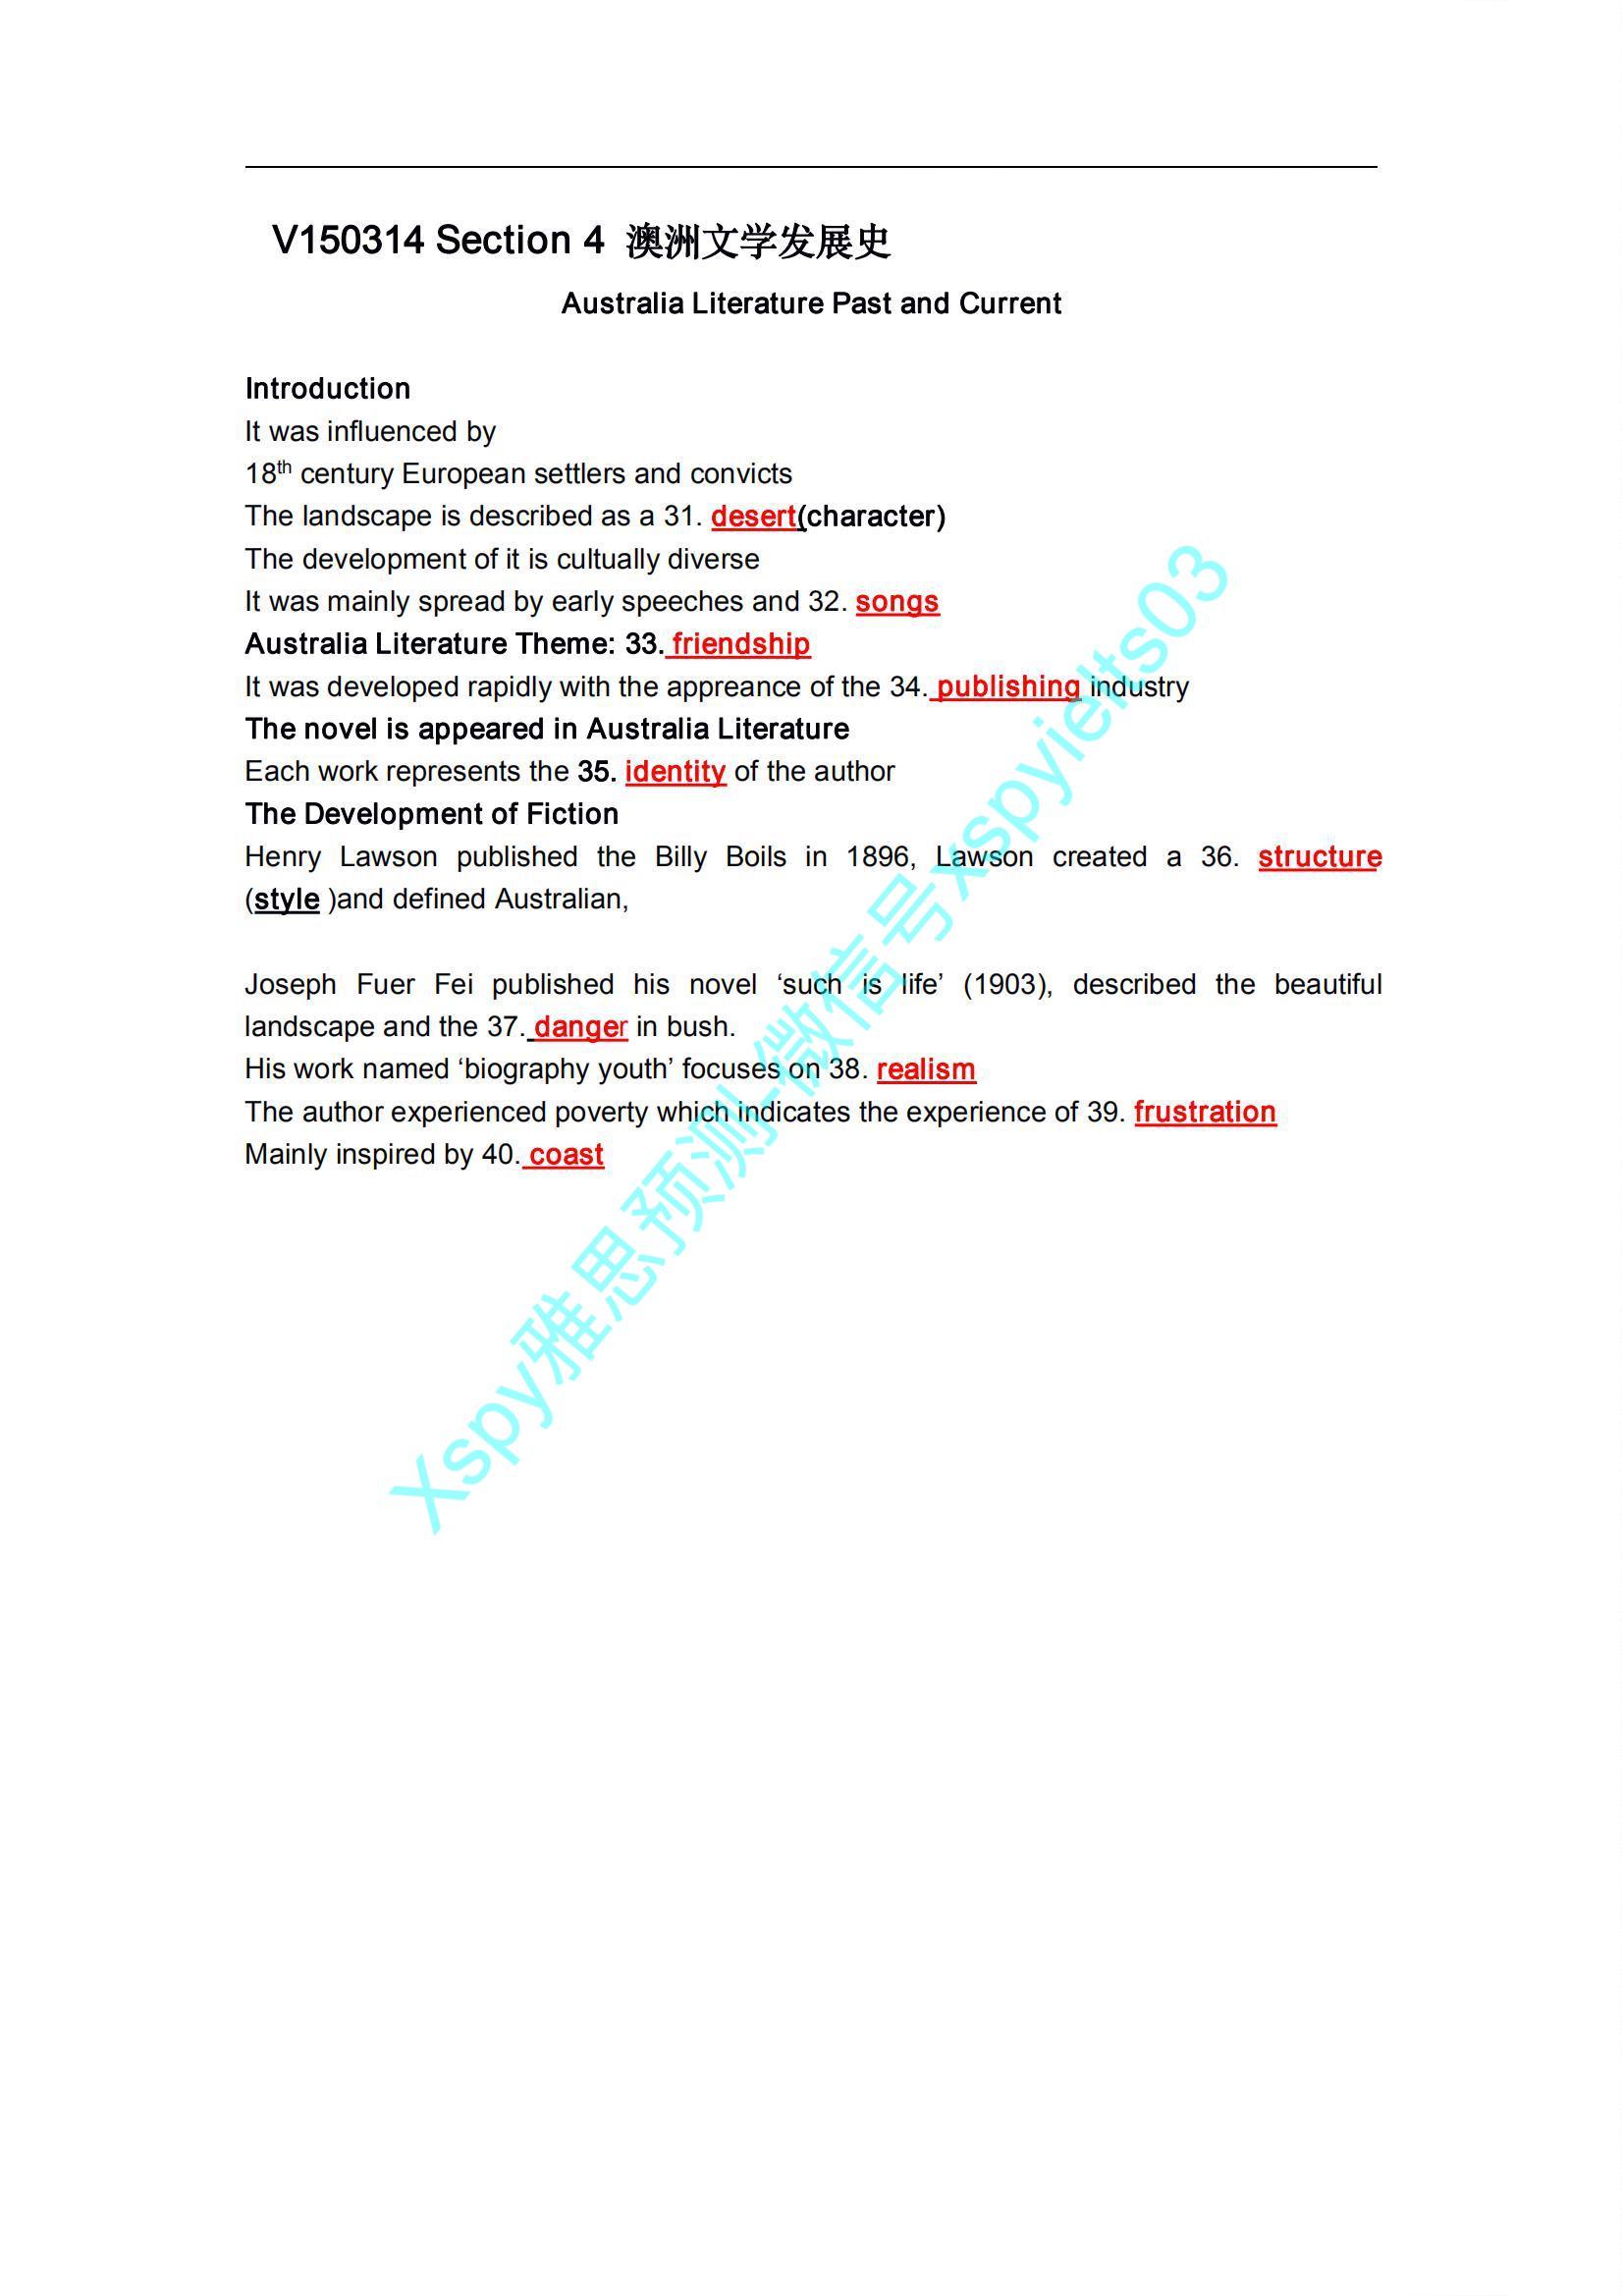 V150314 Section 4 澳洲文学发展史
Australia Literature Past and Current
Introduction
It was influenced by
18th century European settlers and convicts
The landscape is described as a 31. desert(character)
The development of it is cultually diverse
It was mainly spread by early speeches and 32. songs
Australia Literature Theme: 33. friendship
It was developed rapidly with the appreance of the 34. publishing industry
The novel is appeared in Australia Literature
Each work represents the 35. identity of the author
The Development of Fiction
Henry Lawson published the Billy Boils in 1896, Lawson created a 36. structure
(style )and defined Australian,
Joseph Fuer Fei published his novel ‘such is life’ (1903), described the beautiful
landscape and the 37. danger in bush.
His work named ‘biography youth’ focuses on 38. realism
The author experienced poverty which indicates the experience of 39. frustration
Mainly inspired by 40. coast
Xspy雅思预测-微信号xspyielts03